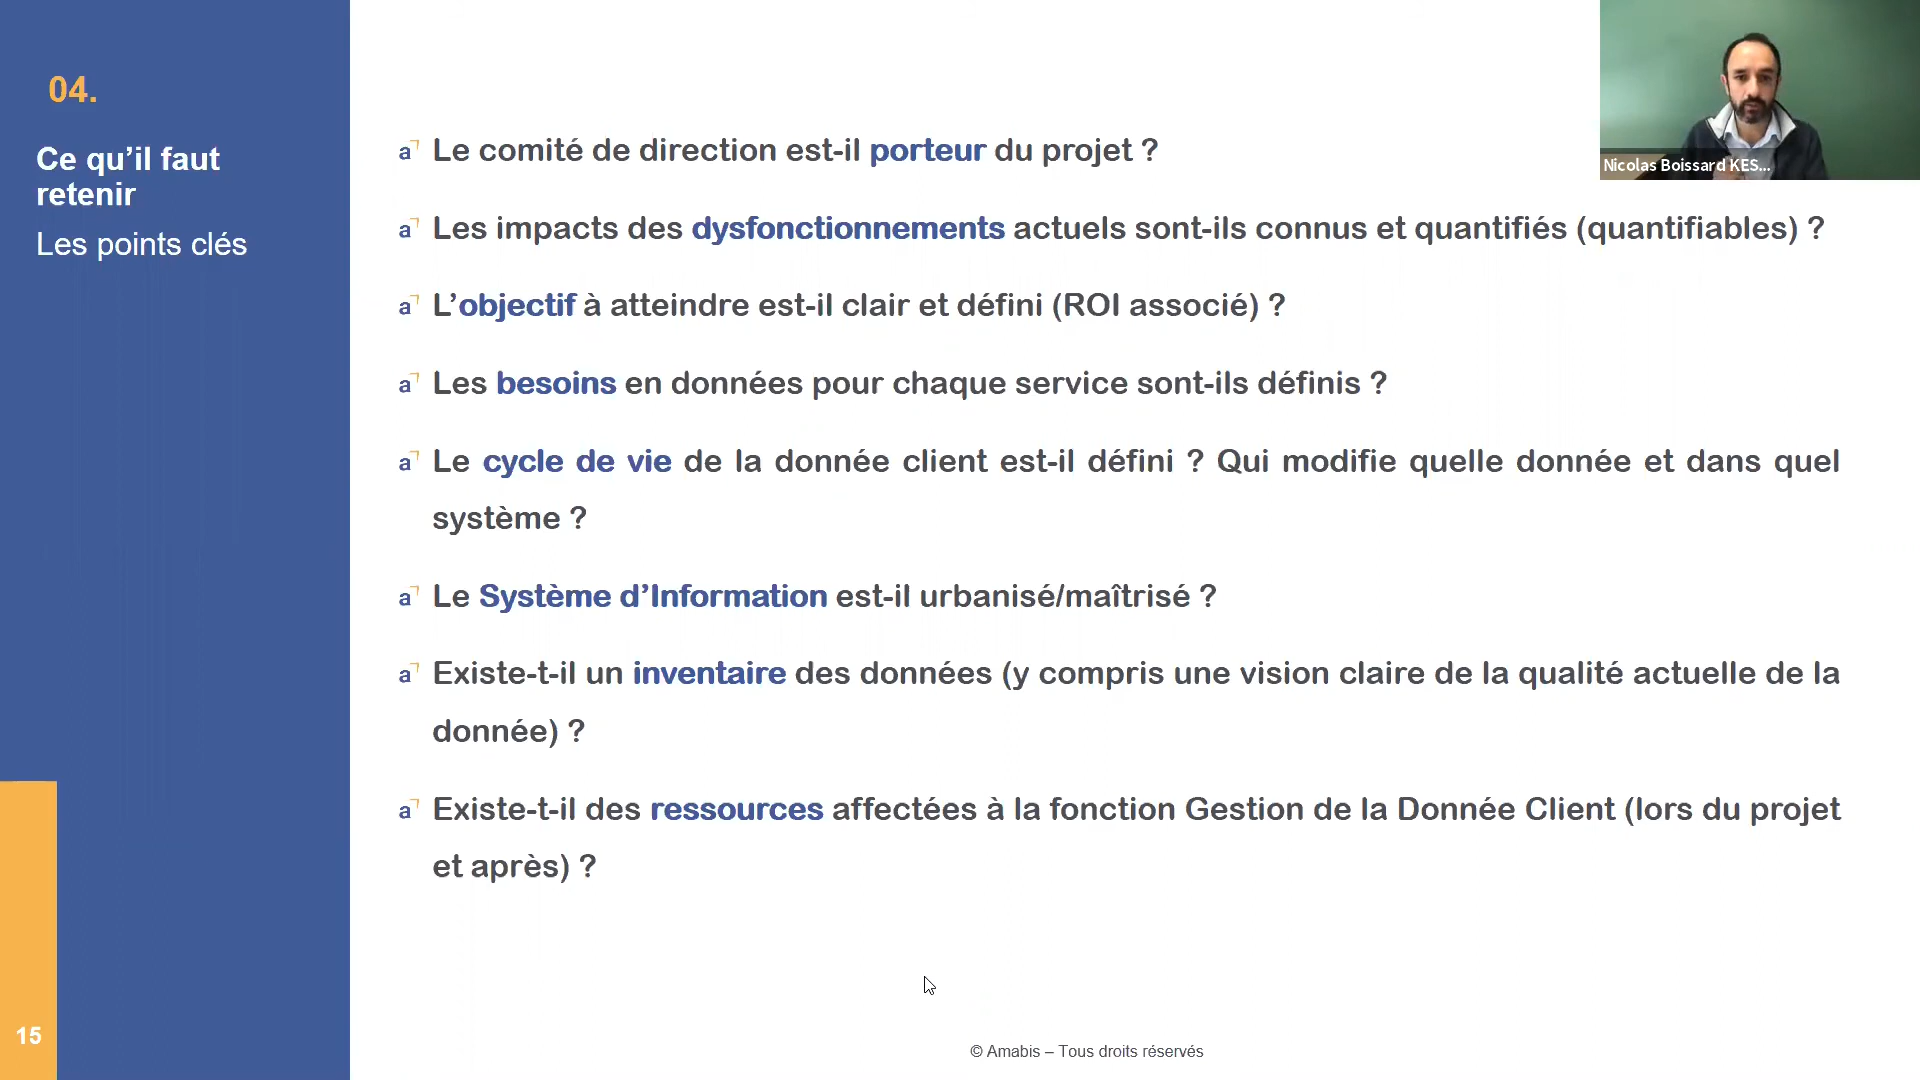 04.
Ce qu’il faut
retenir
Les points clés
Le comité de direction est-il porteur du projet ?
Les impacts des dysfonctionnements actuels sont-ils connus et quantifiés (quantifiables) ?
L’objectif à atteindre est-il clair et défini (ROI associé) ?
Les besoins en données pour chaque service sont-ils définis ?
Le cycle de vie de la donnée client est-il défini ? Qui modifie quelle donnée et dans quel
système ?
Le Système d’Information est-il urbanisé/maîtrisé ?
Existe-t-il un inventaire des données (y compris une vision claire de la qualité actuelle de la
donnée) ?
Existe-t-il des ressources affectées à la fonction Gestion de la Donnée Client (lors du projet
et après) ?
Nicolas Boissard KES...
15
© Amabis – Tous droits réservés